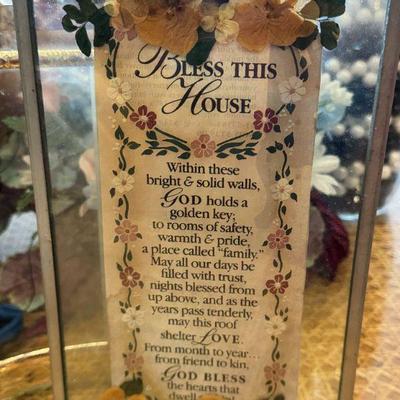 BLESS THIS
HOUSE
Within these
bright & solid walls,
GOD holds a
golden key;
to rooms of safety,
warmth & pride,
a place called "family."
May all our days be
filled with trust,
nights blessed from
up above, and as the
years pass tenderly,
may this roof
shelter LOVE.
From month to year...
from friend to kin,
GOD BLESS
the hearts that
dwell